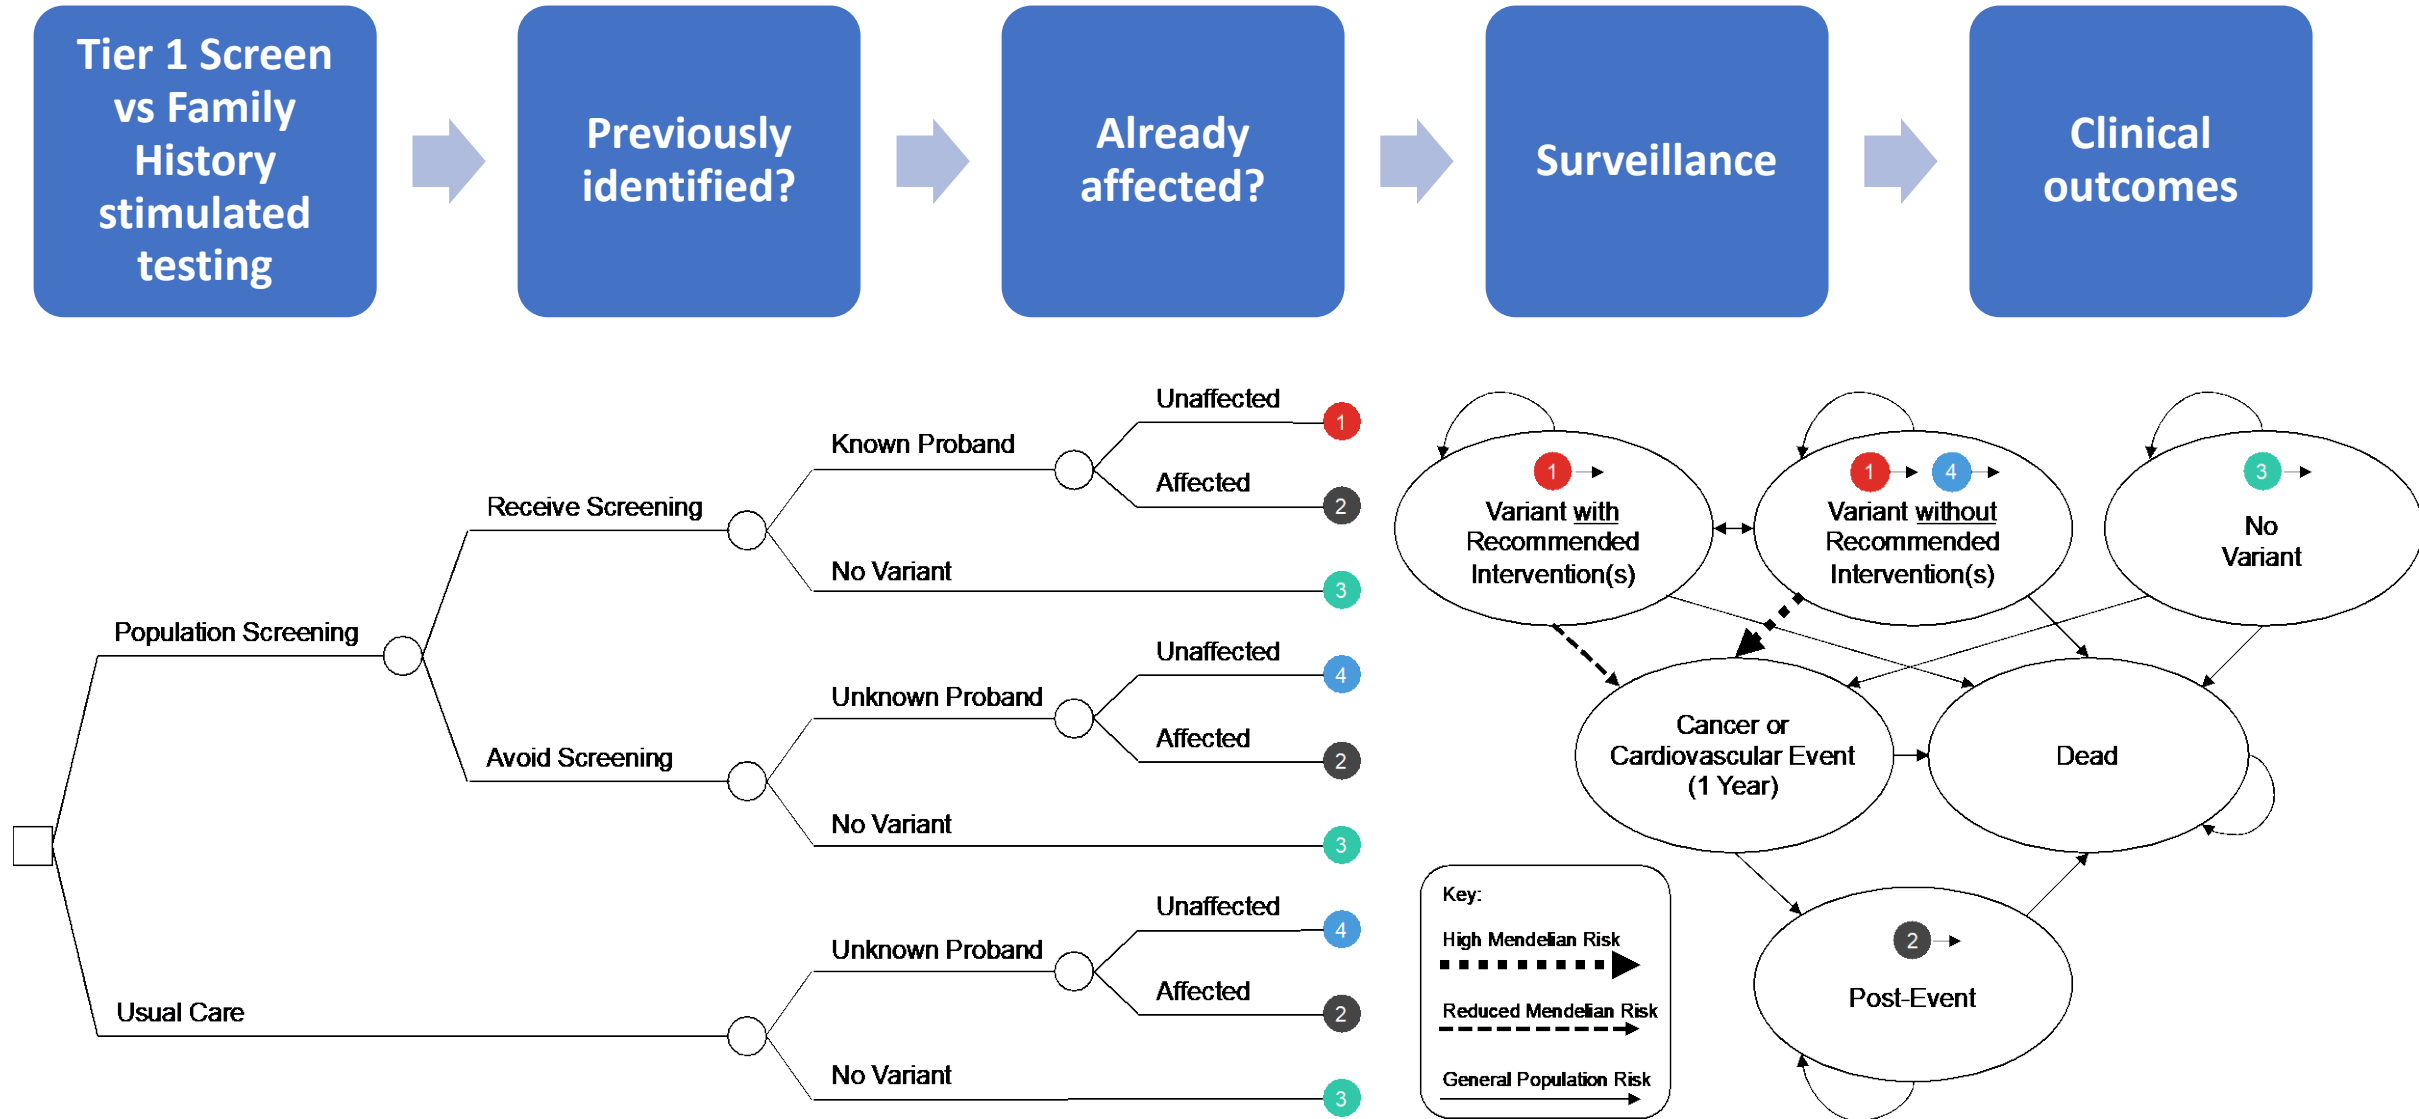 Tier 1 Screen
vs Family
History
stimulated
testing
Previously
identified?
Already
affected?
Surveillance
Clinical
outcomes
Unaffected
1
Known Proband
Affected
2
Receive Screening
No Variant
3
Population Screening
Unaffected
4
Unknown Proband
Affected
2
Avoid Screening
No Variant
3
Unaffected
4
Unknown Proband
Affected
2
Usual Care
No Variant
3
1
Variant with
Recommended
Intervention(s)
1 4
Variant without
Recommended
Intervention(s)
3
No
Variant
Cancer or
Cardiovascular Event
(1 Year)
Dead
2
Post-Event
Key:
High Mendelian Risk
Reduced Mendelian Risk
General Population Risk